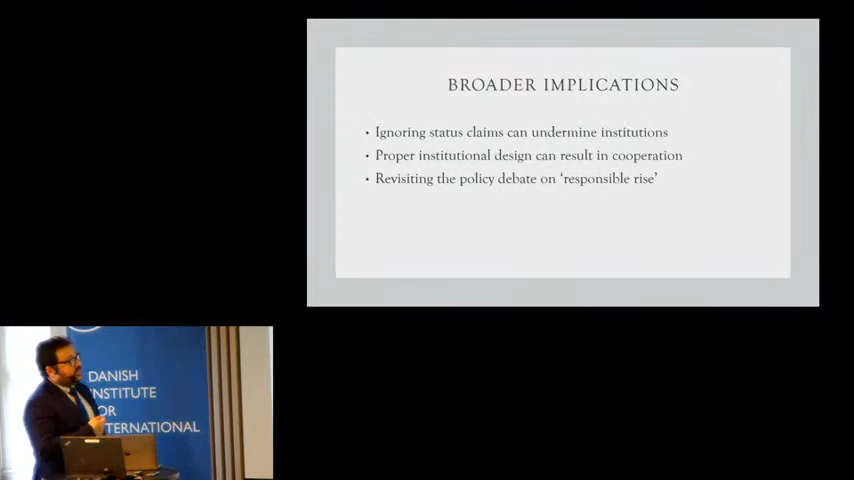 BROADER IMPLICATIONS
• Ignoring status claims can undermine institutions
• Proper institutional design can result in cooperation
• Revisiting the policy debate on ‘responsible rise’
DANISH
INSTITUTE
FOR
INTERNATIONAL